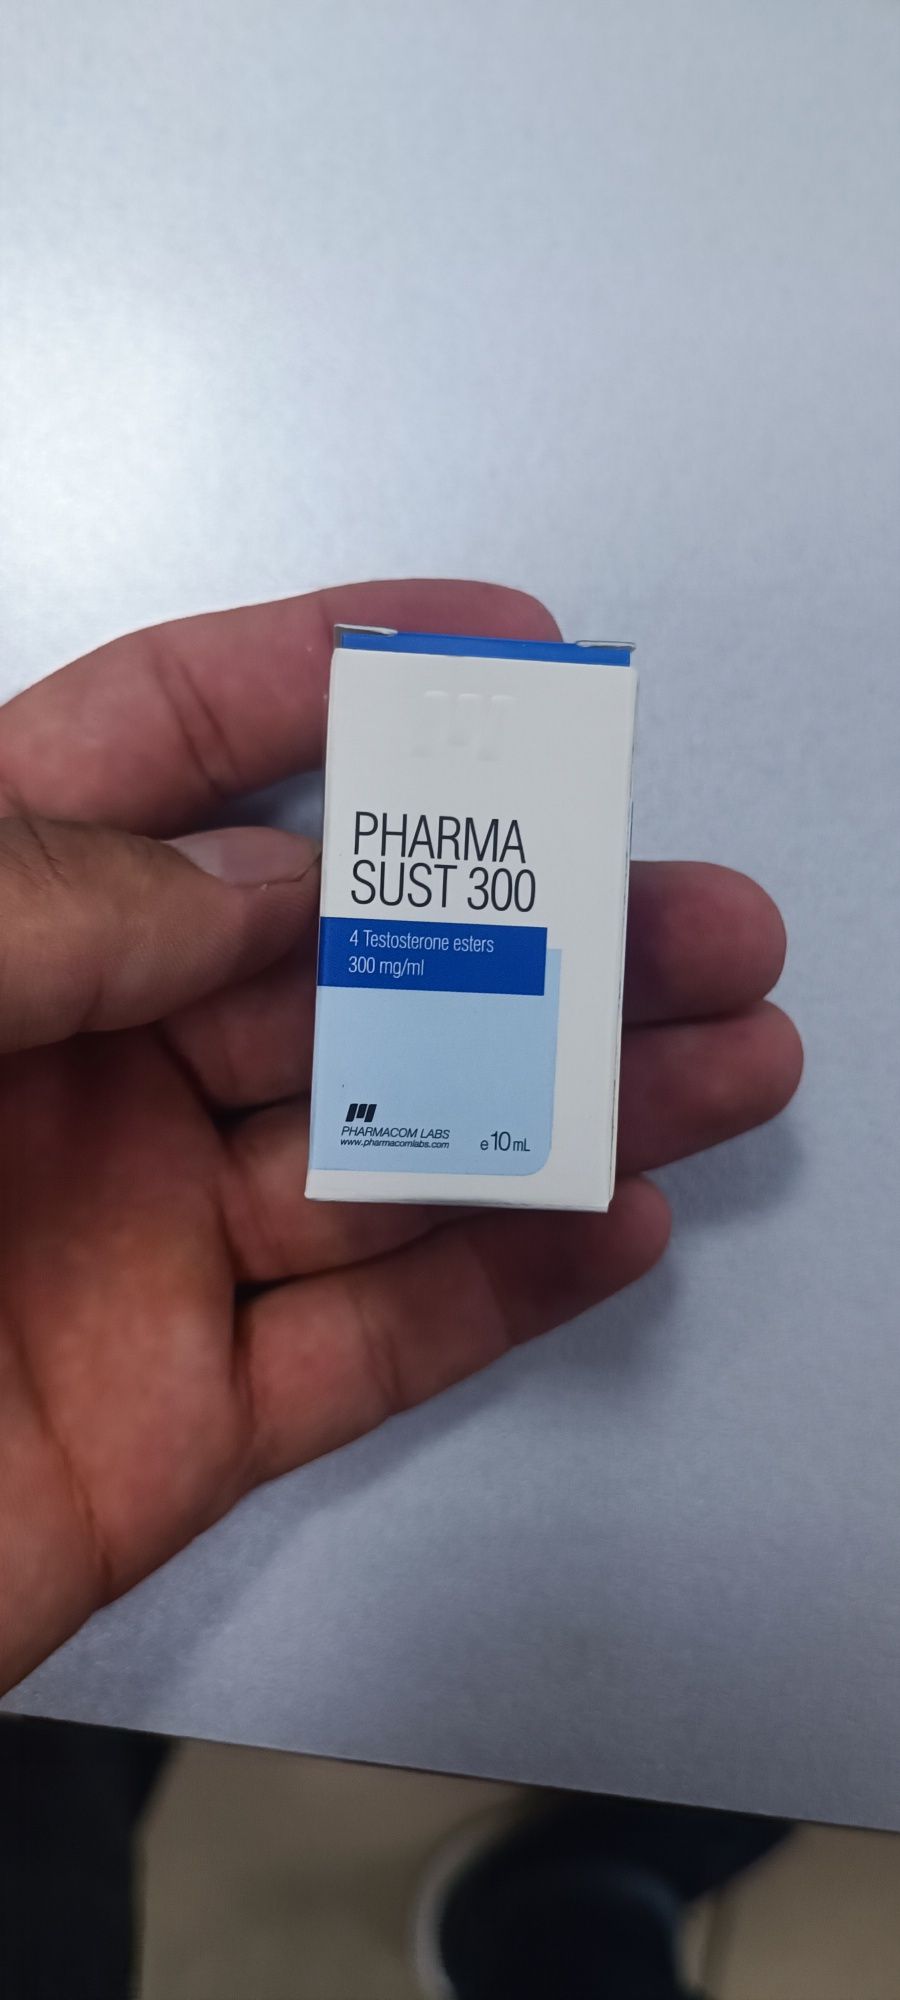 PHARMA
SUST 300
4 Testosterone esters
300 mg/ml
PHARMACOM LABS
www.pharmacomlabs.com
e 10 mL